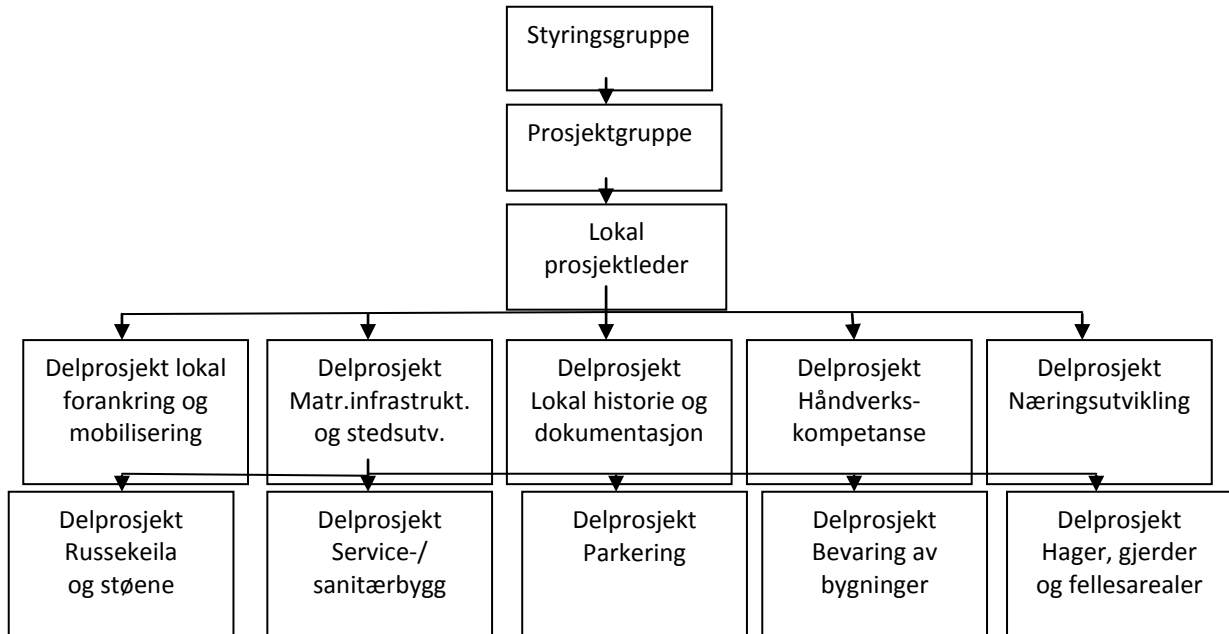 Styringsgruppe
Prosjektgruppe
Lokal
prosjektleder
Delprosjekt lokal
forankring og
mobilisering
Delprosjekt
Matr.infrastrukt.
og stedsutv.
Delprosjekt
Lokal historie og
dokumentasjon
Delprosjekt
Håndverks-
kompetanse
Delprosjekt
Næringsutvikling
Delprosjekt
Russekeila
og støene
Delprosjekt
Service-/
sanitærbygg
Delprosjekt
Parkering
Delprosjekt
Bevaring av
bygninger
Delprosjekt
Hager, gjerder
og fellesarealer